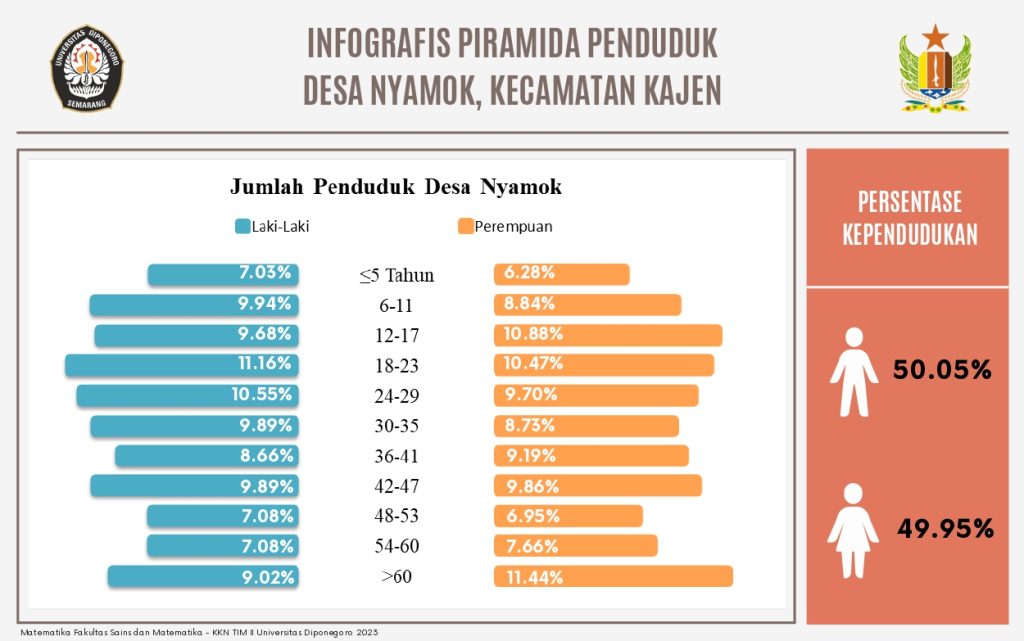 UNIVERSITAS DIPONEGORO
SEMARANG
INFOGRAFIS PIRAMIDA PENDUDUK
DESA NYAMOK, KECAMATAN KAJEN
Jumlah Penduduk Desa Nyamok
Laki-Laki Perempuan
7.03% ≤5 Tahun 6.28%
9.94% 6-11 8.84%
9.68% 12-17 10.88%
11.16% 18-23 10.47%
10.55% 24-29 9.70%
9.89% 30-35 8.73%
8.66% 36-41 9.19%
9.89% 42-47 9.86%
7.08% 48-53 6.95%
7.08% 54-60 7.66%
9.02% >60 11.44%
PERSENTASE
KEPENDUDUKAN
50.05%
49.95%
Matematika Fakultas Sains dan Matematika - KKN TIM II Universitas Diponegoro 2023